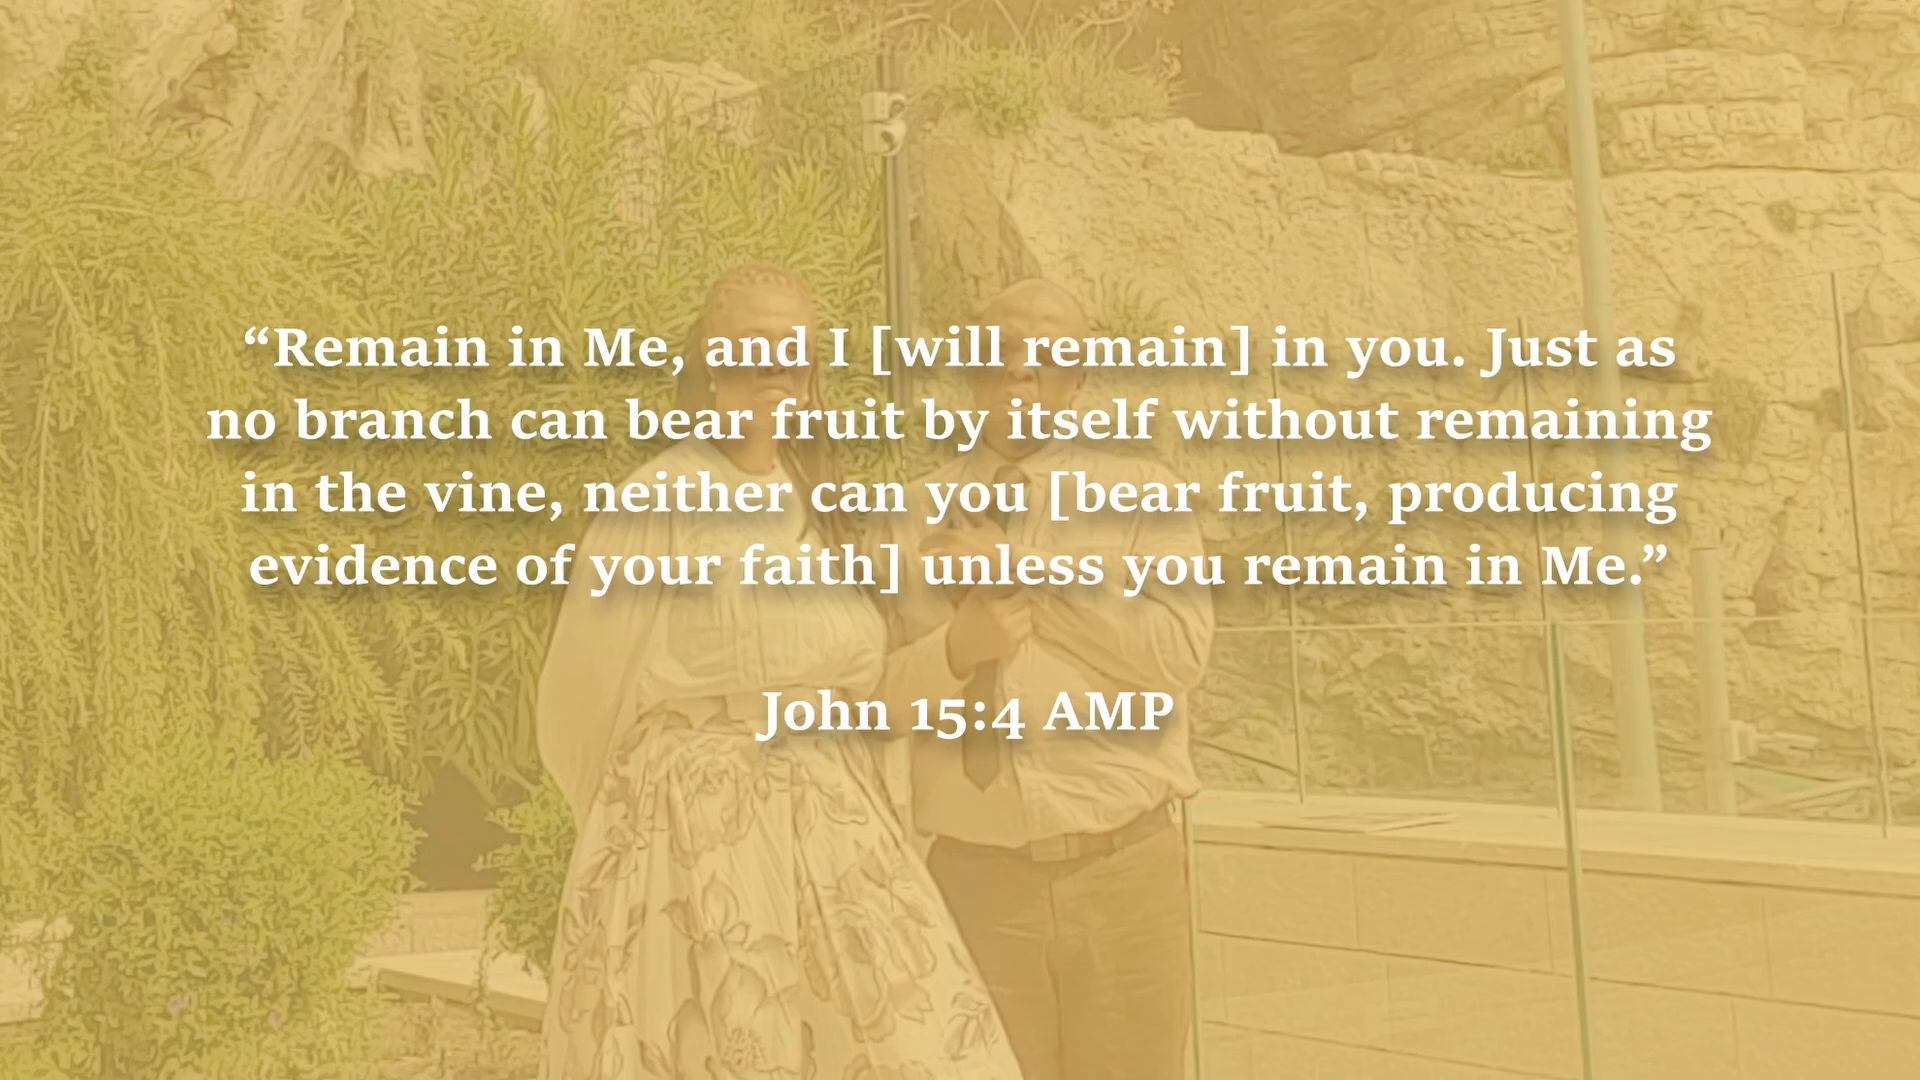 “Remain in Me, and I [will remain] in you. Just as
no branch can bear fruit by itself without remaining
in the vine, neither can you [bear fruit, producing
evidence of your faith] unless you remain in Me.”
John 15:4 AMP